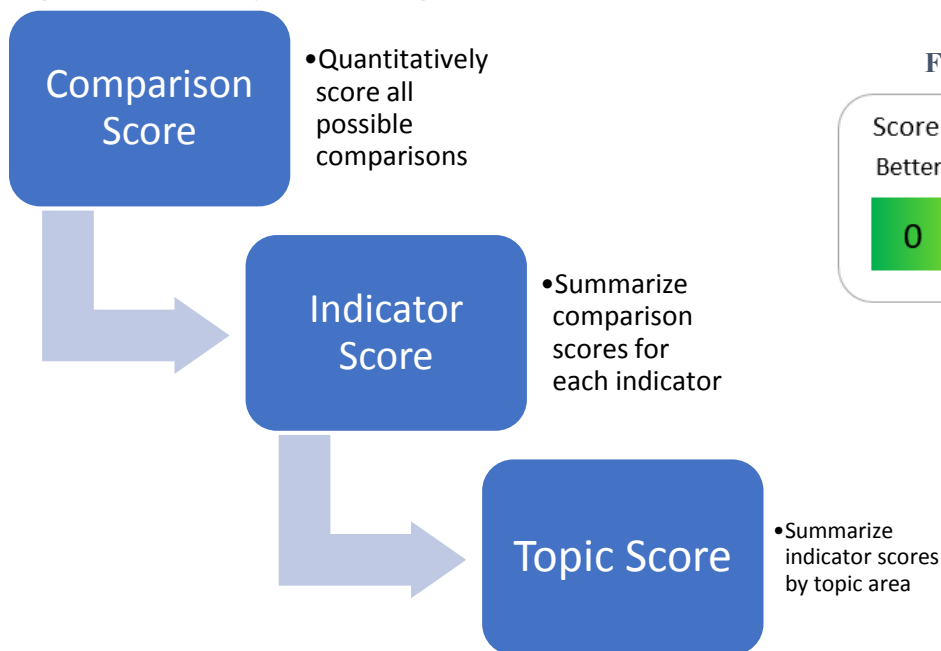 Comparison
Score
•Quantitatively
score all
possible
comparisons
F
Score
Better
0
Indicator
Score
•Summarize
comparison
scores for
each indicator
Topic Score
•Summarize
indicator scores
by topic area